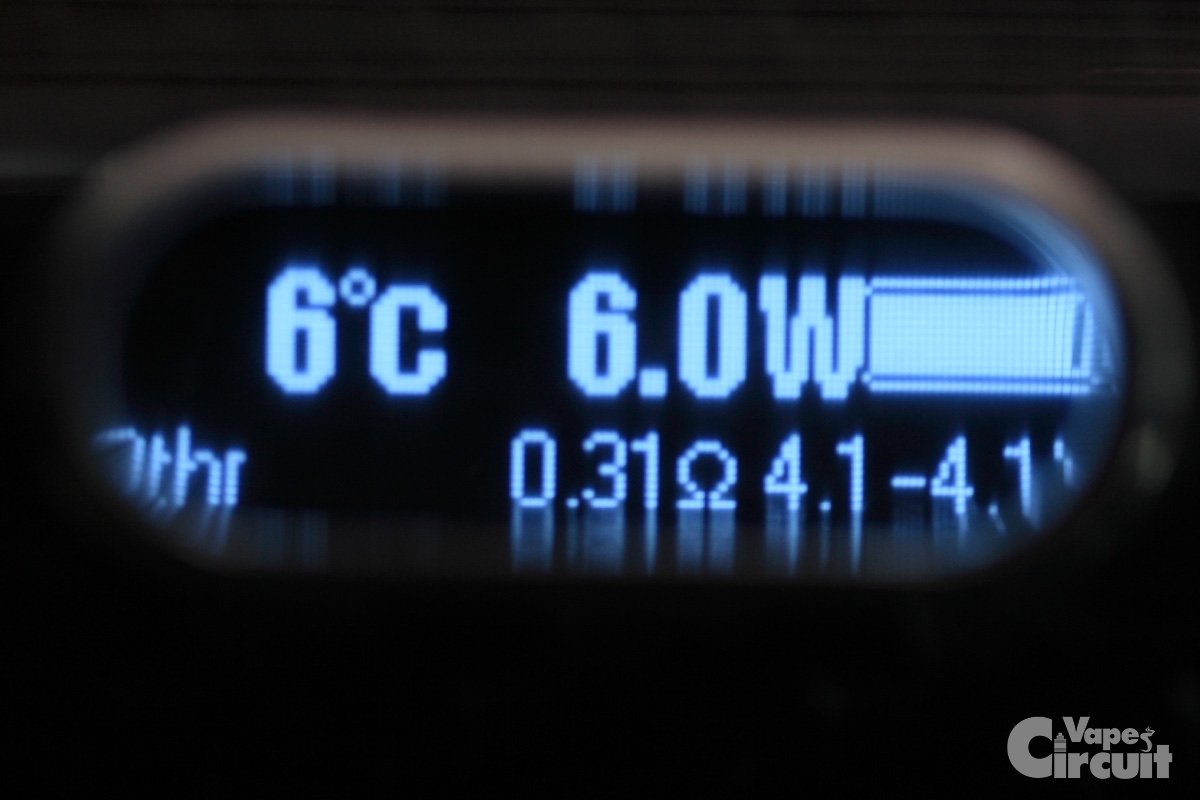 6°C 6.0W
0.31Ω 4.1-4.1
Vape
Circuit